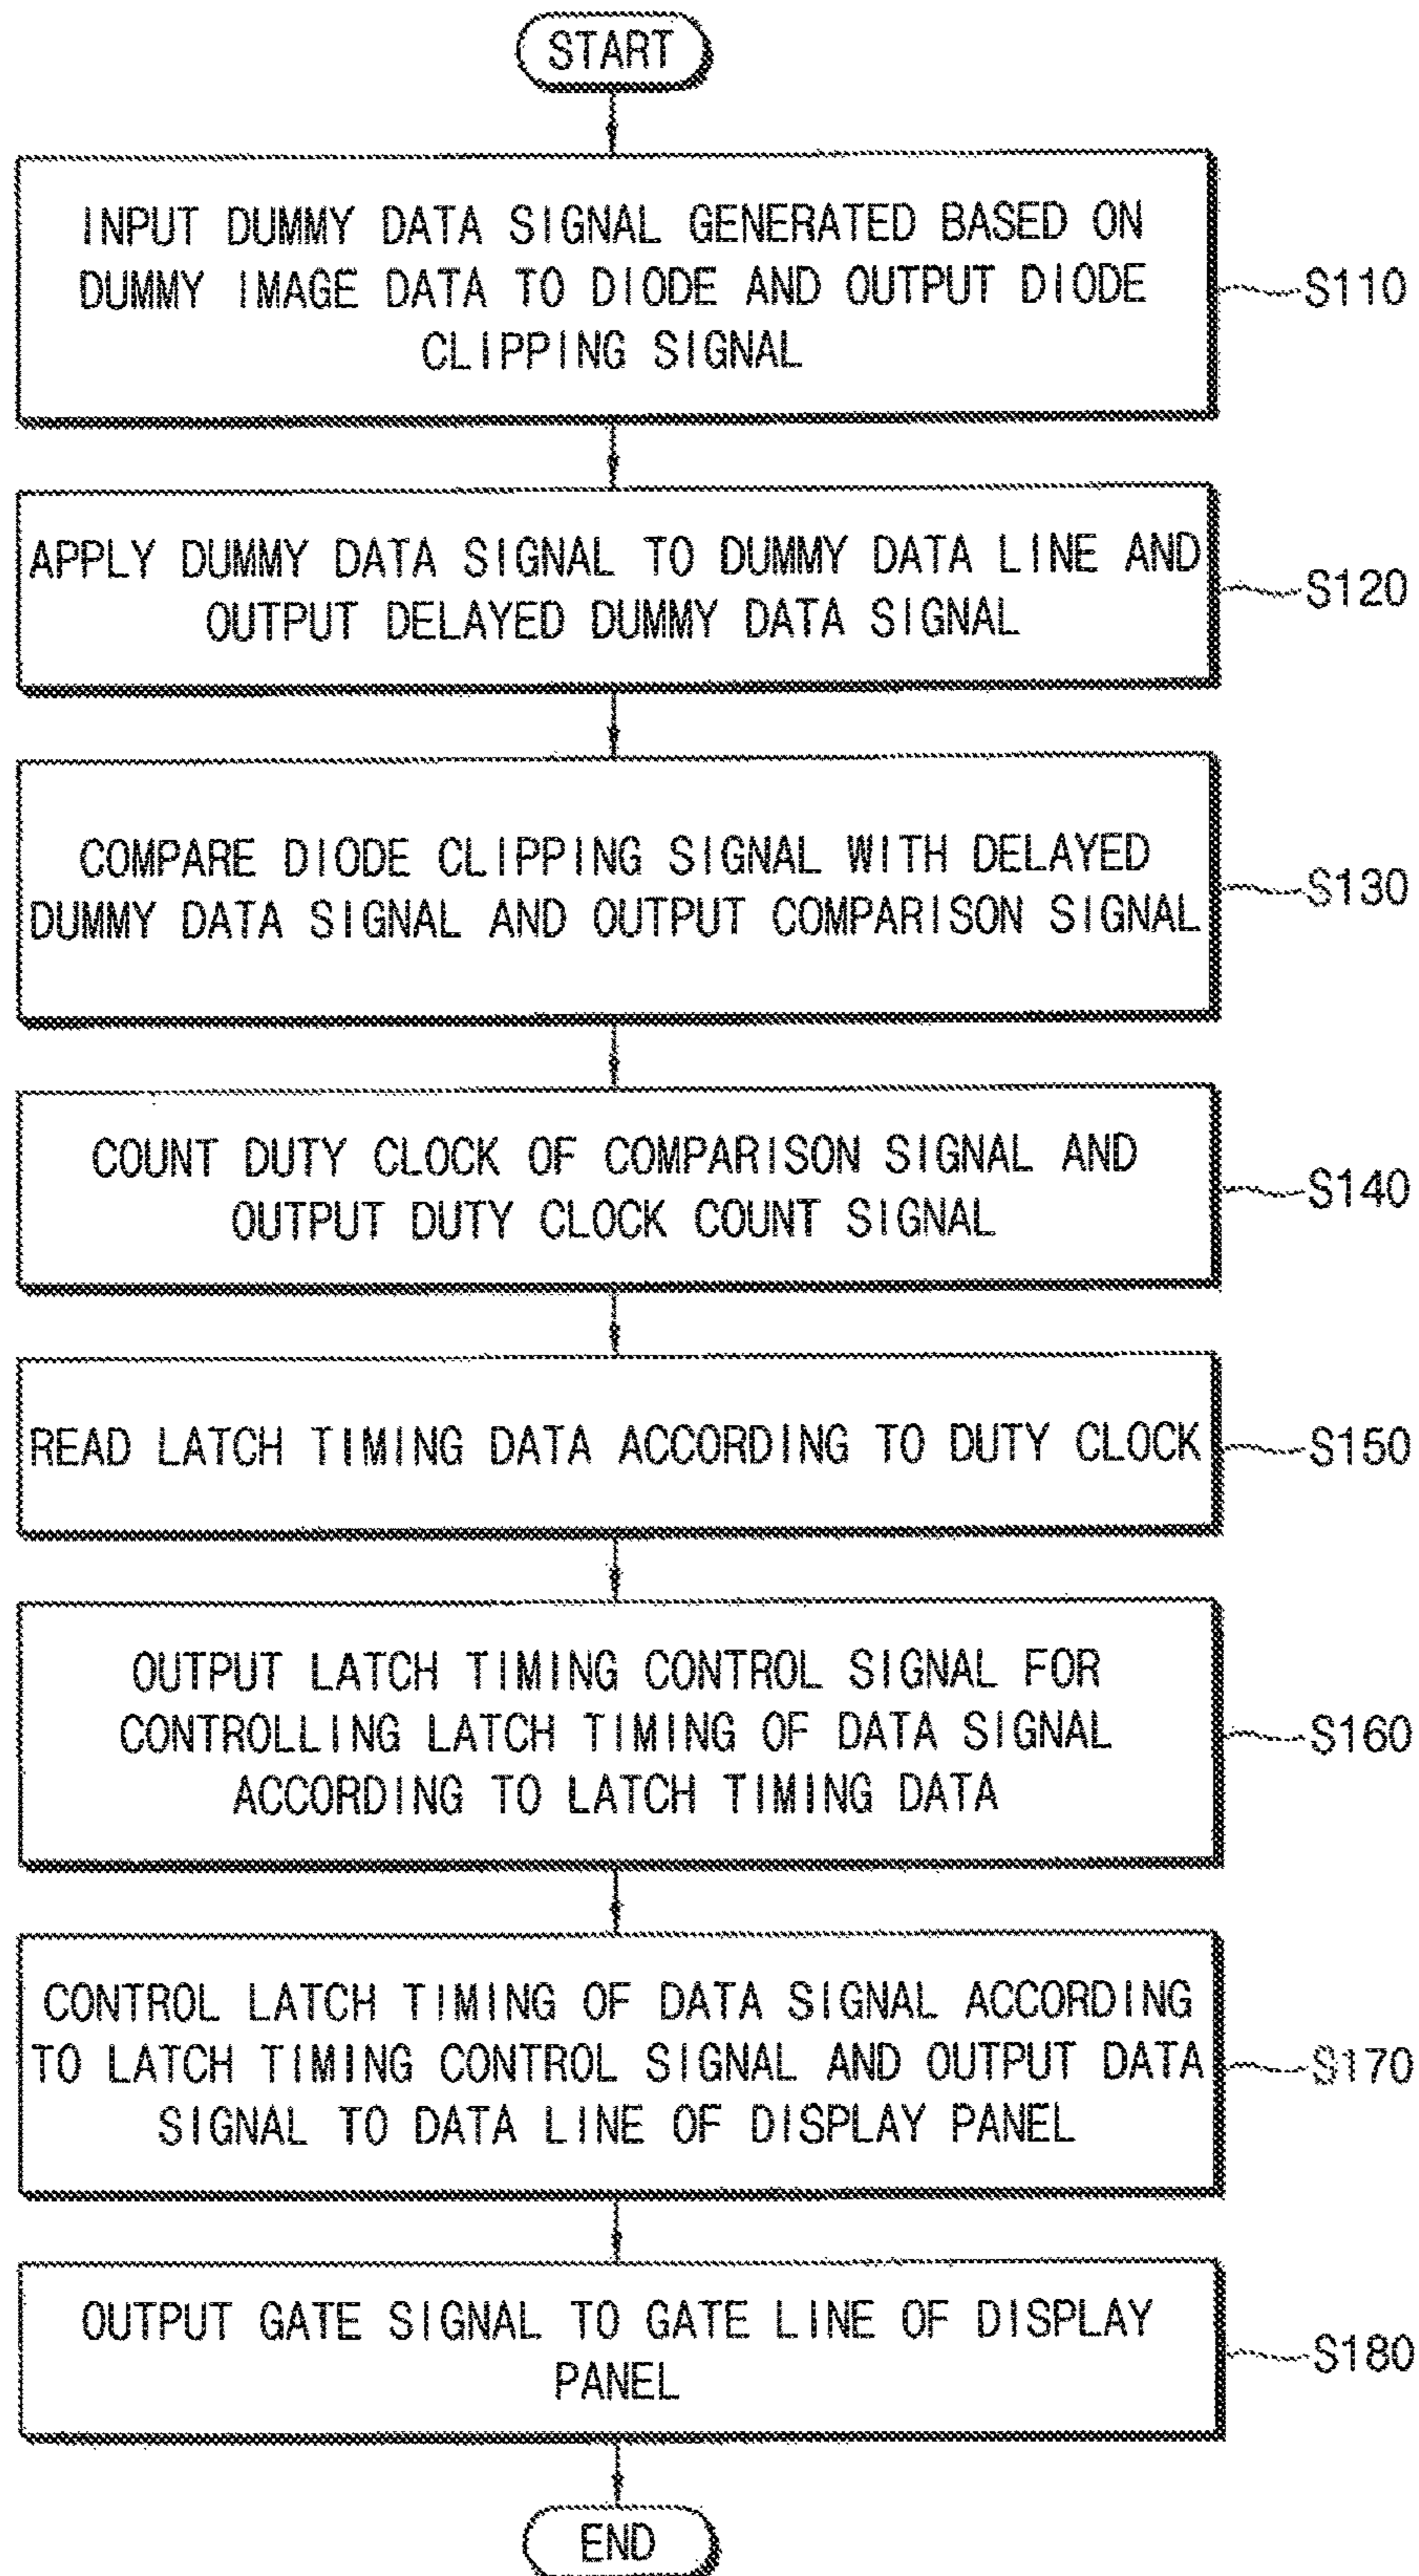 START
INPUT DUMMY DATA SIGNAL GENERATED BASED ON
DUMMY IMAGE DATA TO DIODE AND OUTPUT DIODE
CLIPPING SIGNAL
S110
APPLY DUMMY DATA SIGNAL TO DUMMY DATA LINE AND
OUTPUT DELAYED DUMMY DATA SIGNAL
S120
COMPARE DIODE CLIPPING SIGNAL WITH DELAYED
DUMMY DATA SIGNAL AND OUTPUT COMPARISON SIGNAL
S130
COUNT DUTY CLOCK OF COMPARISON SIGNAL AND
OUTPUT DUTY CLOCK COUNT SIGNAL
S140
READ LATCH TIMING DATA ACCORDING TO DUTY CLOCK
S150
OUTPUT LATCH TIMING CONTROL SIGNAL FOR
CONTROLLING LATCH TIMING OF DATA SIGNAL
ACCORDING TO LATCH TIMING DATA
S160
CONTROL LATCH TIMING OF DATA SIGNAL ACCORDING
TO LATCH TIMING CONTROL SIGNAL AND OUTPUT DATA
SIGNAL TO DATA LINE OF DISPLAY PANEL
S170
OUTPUT GATE SIGNAL TO GATE LINE OF DISPLAY
PANEL
S180
END